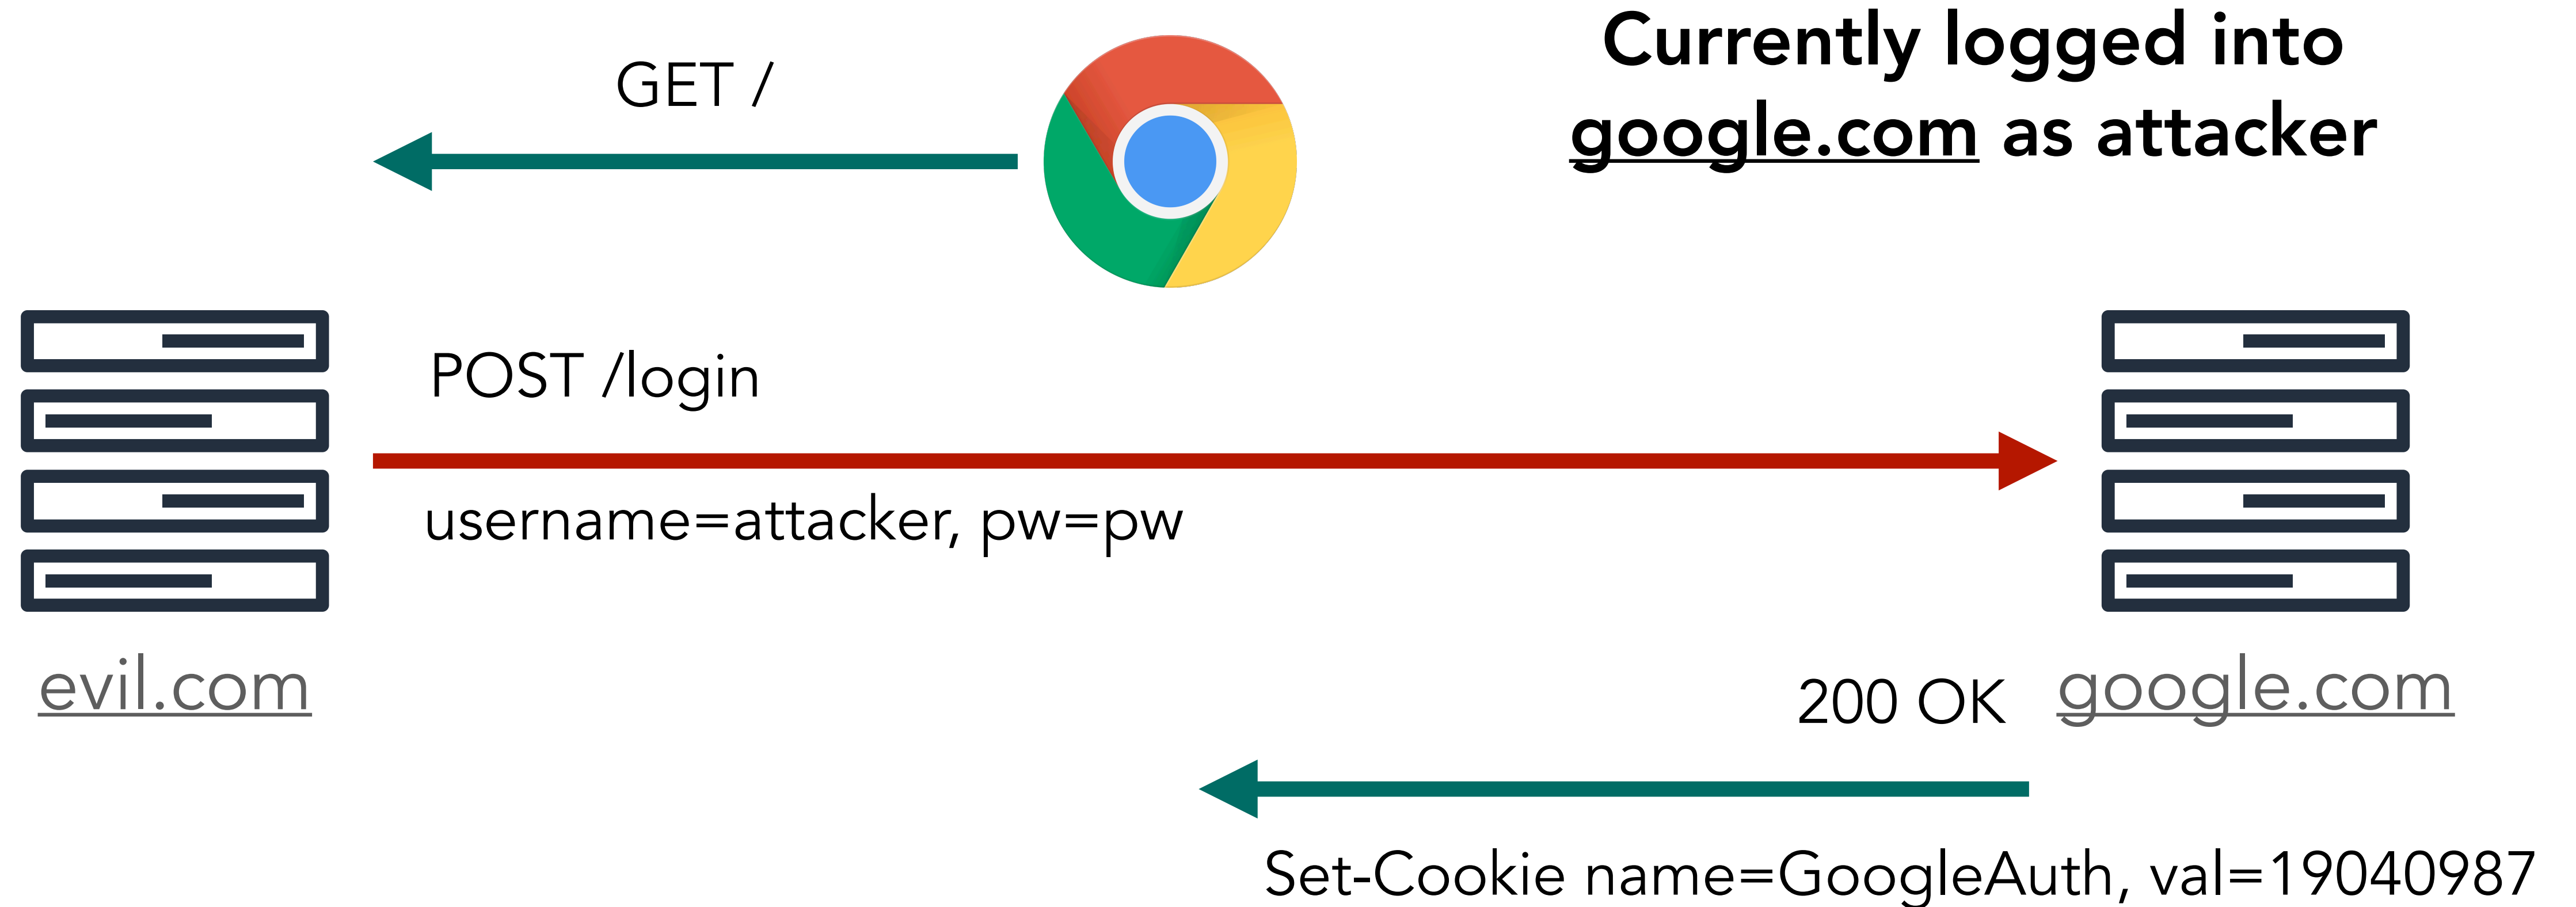 Currently logged into
google.com as attacker
GET /
POST /login
username=attacker, pw=pw
evil.com
google.com
200 OK
Set-Cookie name=GoogleAuth, val=19040987